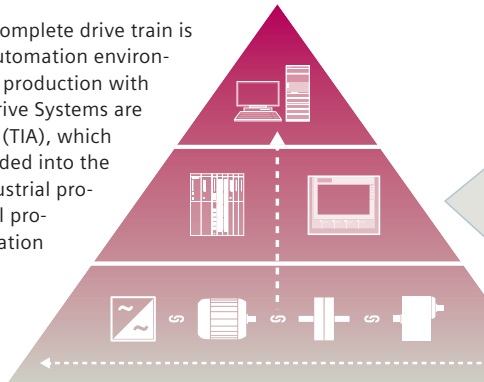 complete drive train is
utomation environ-
production with
rive Systems are
(TIA), which
ded into the
ustrial pro-
l pro-
ation